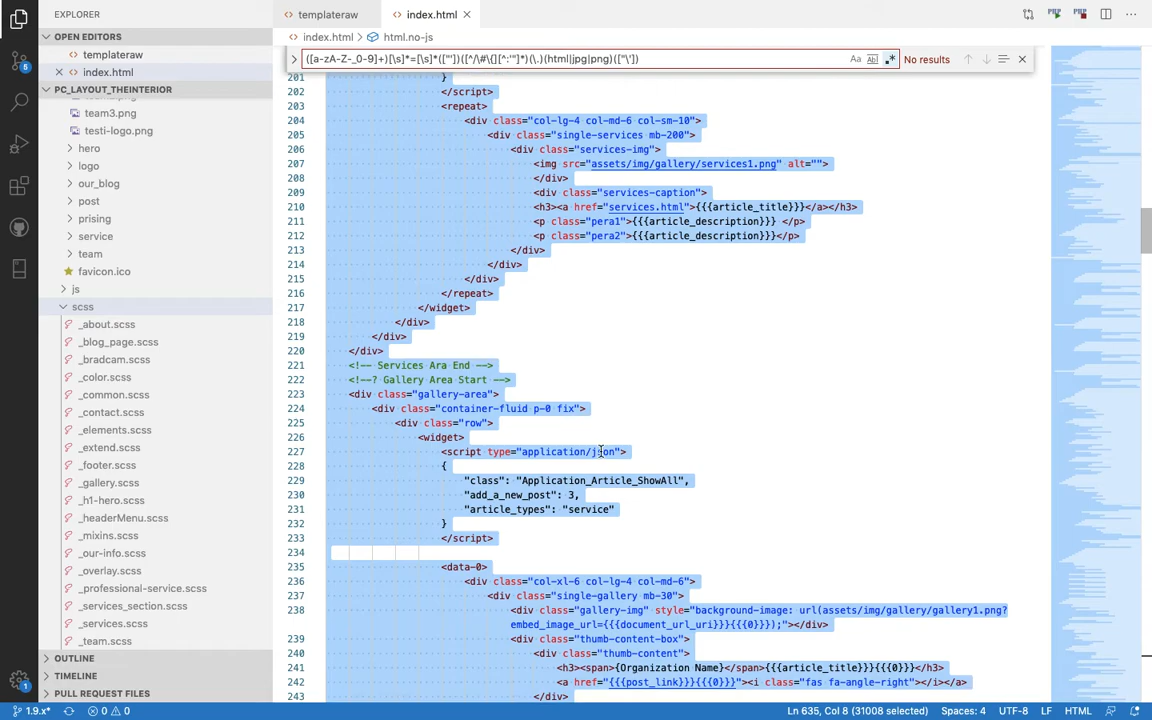 EXPLORER
templateraw
index.html
OPEN EDITORS
templateraw
index.html
PC_LAYOUT_THEINTERIOR
team3.png
testi-logo.png
hero
logo
our_blog
post
prising
service
team
favicon.ico
js
scss
_about.scss
_blog_page.scss
_bradcam.scss
_color.scss
_common.scss
_contact.scss
_elements.scss
_extend.scss
_footer.scss
_gallery.scss
_h1-hero.scss
_headerMenu.scss
_mixins.scss
_our-info.scss
_overlay.scss
_professional-service.scss
_services_section.scss
_services.scss
_team.scss
OUTLINE
TIMELINE
PULL REQUEST FILES
index.html > html.no-js
([a-zA-Z-_0-9]+)[\s]*=[\s]*(["'])([^/\#\{][^:'"]*)(\.)(html|jpg|png)(["\'])
No results
201 }
202 </script>
203 <repeat>
204 <div class="col-lg-4 col-md-6 col-sm-10">
205 <div class="single-services mb-200">
206 <div class="services-img">
207 <img src="assets/img/gallery/services1.png" alt="">
208 </div>
209 <div class="services-caption">
210 <h3><a href="services.html">{{{article_title}}}</a></h3>
211 <p class="pera1">{{{article_description}}} </p>
212 <p class="pera2">{{{article_description}}}</p>
213 </div>
214 </div>
215 </div>
216 </repeat>
217 </widget>
218 </div>
219 </div>
220 </div>
221 <!-- Services Ara End -->
222 <!--? Gallery Area Start -->
223 <div class="gallery-area">
224 <div class="container-fluid p-0 fix">
225 <div class="row">
226 <widget>
227 <script type="application/json">
228 {
229 "class": "Application_Article_ShowAll",
230 "add_a_new_post": 3,
231 "article_types": "service"
232 }
233 </script>
234
235 <data-0>
236 <div class="col-xl-6 col-lg-4 col-md-6">
237 <div class="single-gallery mb-30">
238 <div class="gallery-img" style="background-image: url(assets/img/gallery/gallery1.png?
embed_image_url={{{document_url_uri}}}{{{0}}});"></div>
239 <div class="thumb-content-box">
240 <div class="thumb-content">
241 <h3><span>{Organization Name}</span>{{{article_title}}}{{{0}}}</h3>
242 <a href="{{{post_link}}}{{{0}}}"><i class="fas fa-angle-right"></i></a>
243 </div>
1.9.x* 0 0 Ln 635, Col 8 (31008 selected) Spaces: 4 UTF-8 LF HTML